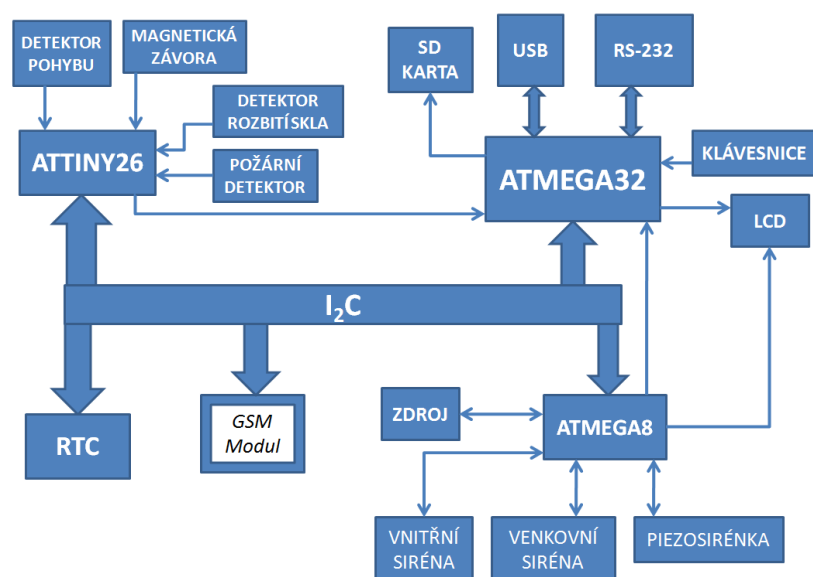 DETEKTOR
POHYBU
MAGNETICKÁ
ZÁVORA
SD
KARTA
USB
RS-232
DETEKTOR
ROZBITÍ SKLA
ATTINY26
POŽÁRNÍ
DETEKTOR
ATMEGA32
KLÁVESNICE
LCD
I₂C
RTC
GSM
Modul
ZDROJ
ATMEGA8
VNITŘNÍ
SIRÉNA
VENKOVNÍ
SIRÉNA
PIEZOSIRÉNKA